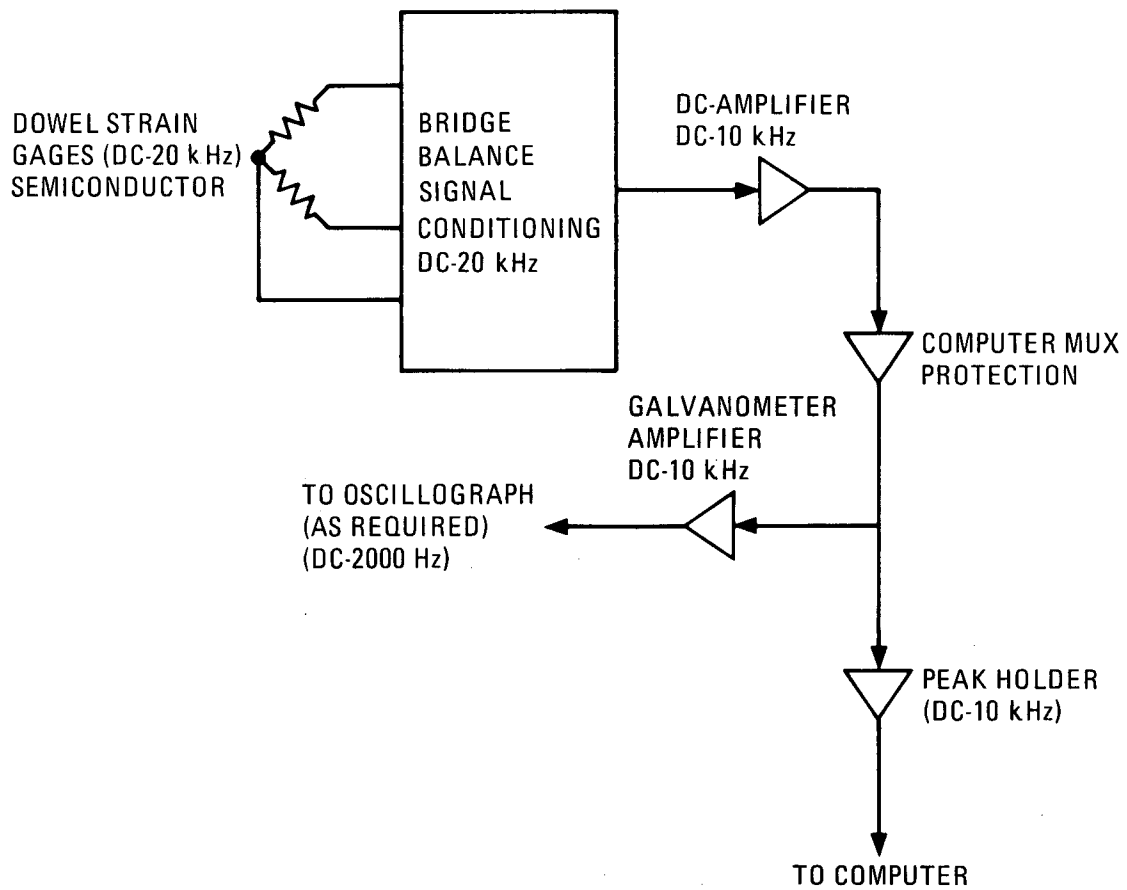 DOWEL STRAIN
GAGES (DC-20 kHz)
SEMICONDUCTOR
BRIDGE
BALANCE
SIGNAL
CONDITIONING
DC-20 kHz
DC-AMPLIFIER
DC-10 kHz
COMPUTER MUX
PROTECTION
GALVANOMETER
AMPLIFIER
DC-10 kHz
TO OSCILLOGRAPH
(AS REQUIRED)
(DC-2000 Hz)
PEAK HOLDER
(DC-10 kHz)
TO COMPUTER